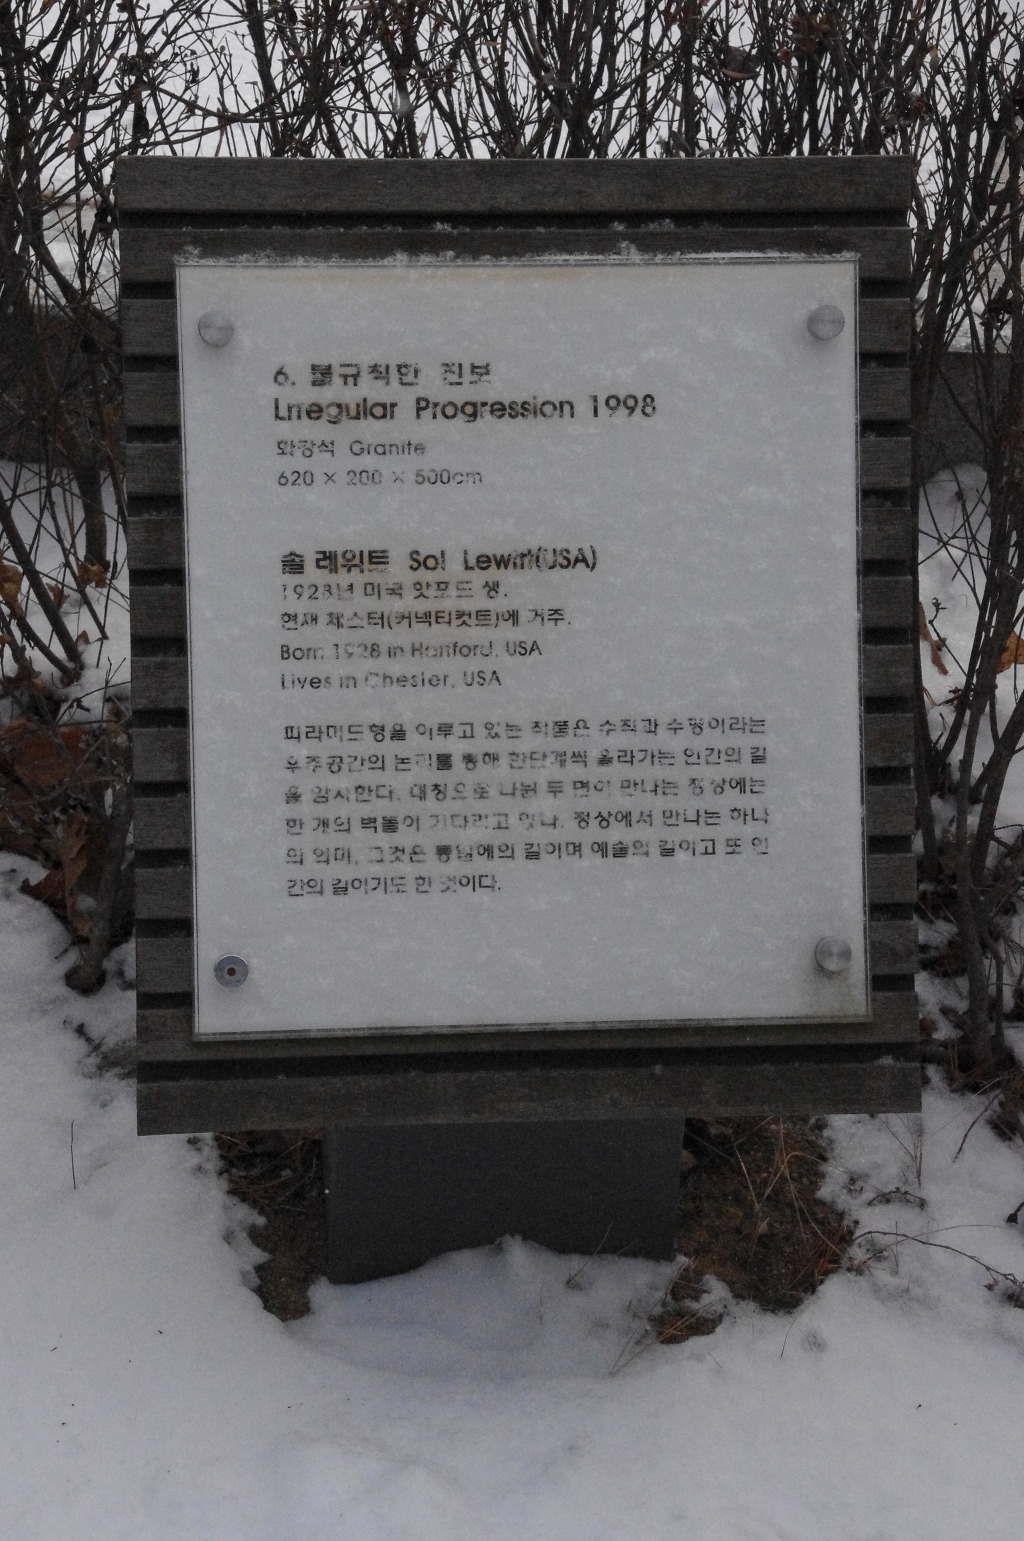 6. 불규칙한 진보
Lrregular Progression 1998
화강석 Granite
620 × 200 × 500cm
솔 레위트 Sol Lewitt(USA)
1928년 미국 핫포드 생.
현재 체스터(커넥티컷트)에 거주.
Born 1928 in Hartford, USA
Lives in Chester, USA
피라미드형을 이루고 있는 작품은 수직과 수평이라는
우주공간의 논리를 통해 한단계씩 올라가는 인간의 길
을 암시한다. 대칭으로 나뉜 두 면이 만나는 정상에는
한 개의 벽돌이 기다리고 있다. 정상에서 만나는 하나
의 의미, 그것은 통일에의 길이며 예술의 길이고 또 인
간의 길이기도 한 것이다.